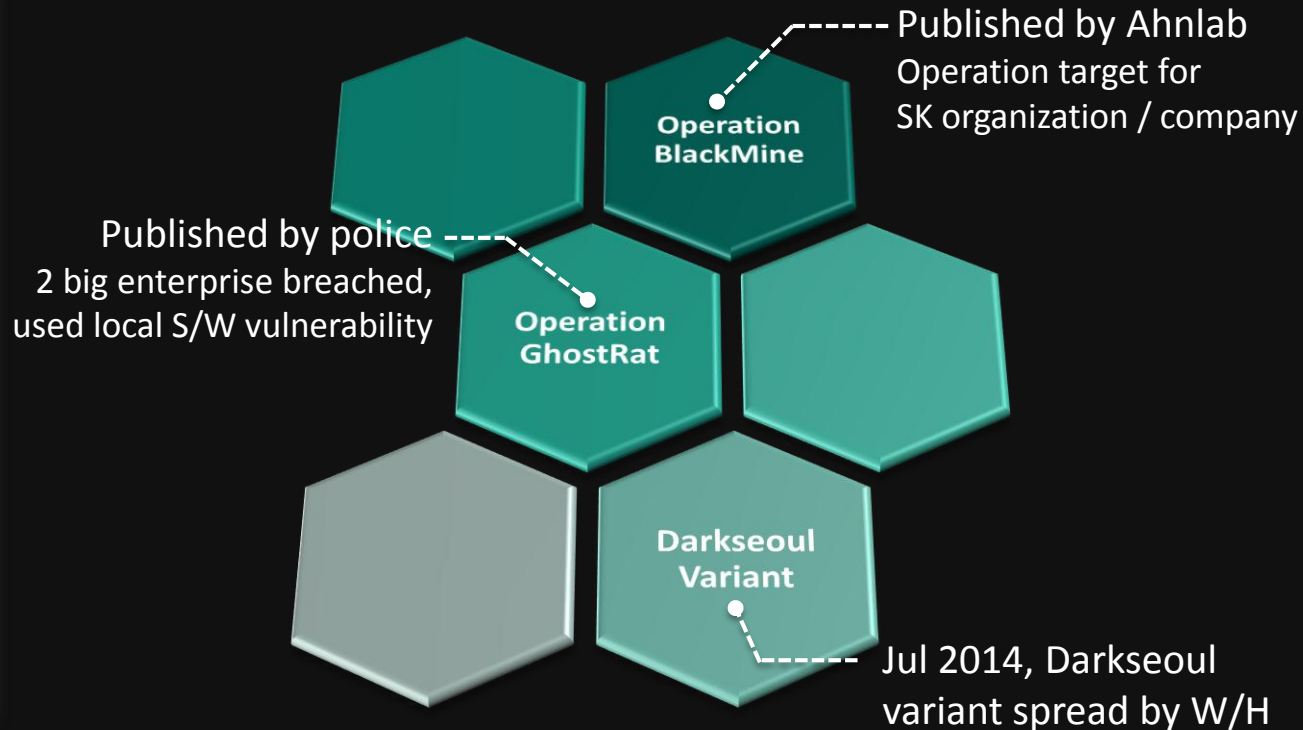 Published by Ahnlab
Operation target for
SK organization / company
Operation
BlackMine
Published by police
2 big enterprise breached,
used local S/W vulnerability
Operation
GhostRat
Darkseoul
Variant
Jul 2014, Darkseoul
variant spread by W/H